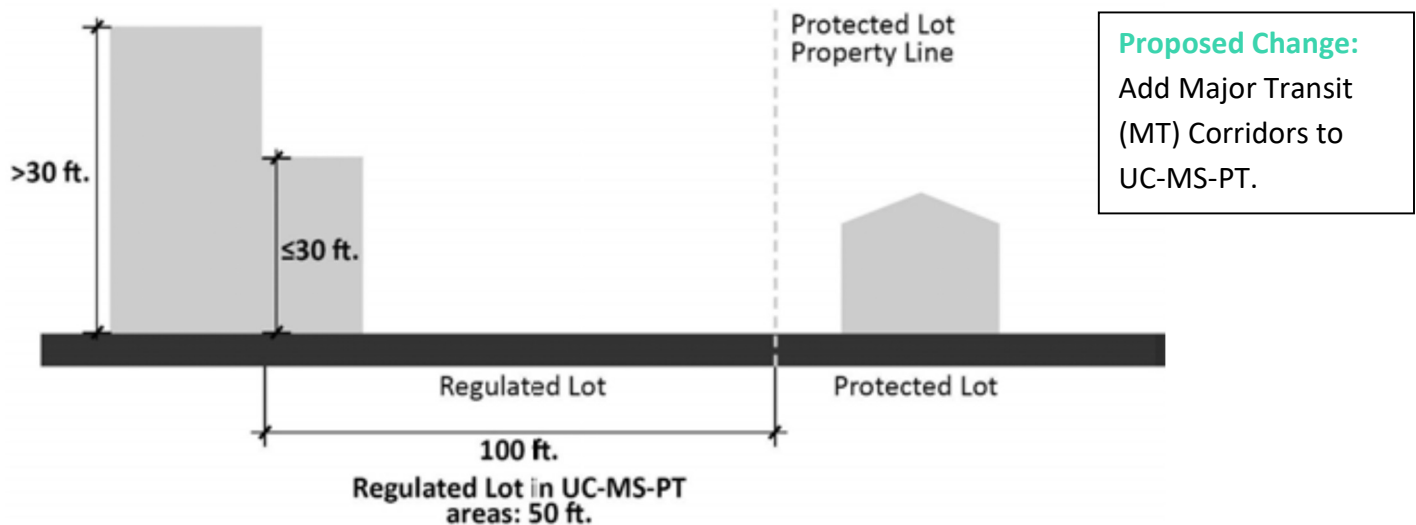 Protected Lot
Property Line
Proposed Change:
Add Major Transit
(MT) Corridors to
UC-MS-PT.
>30 ft.
≤30 ft.
Regulated Lot
Protected Lot
100 ft.
Regulated Lot in UC-MS-PT
areas: 50 ft.